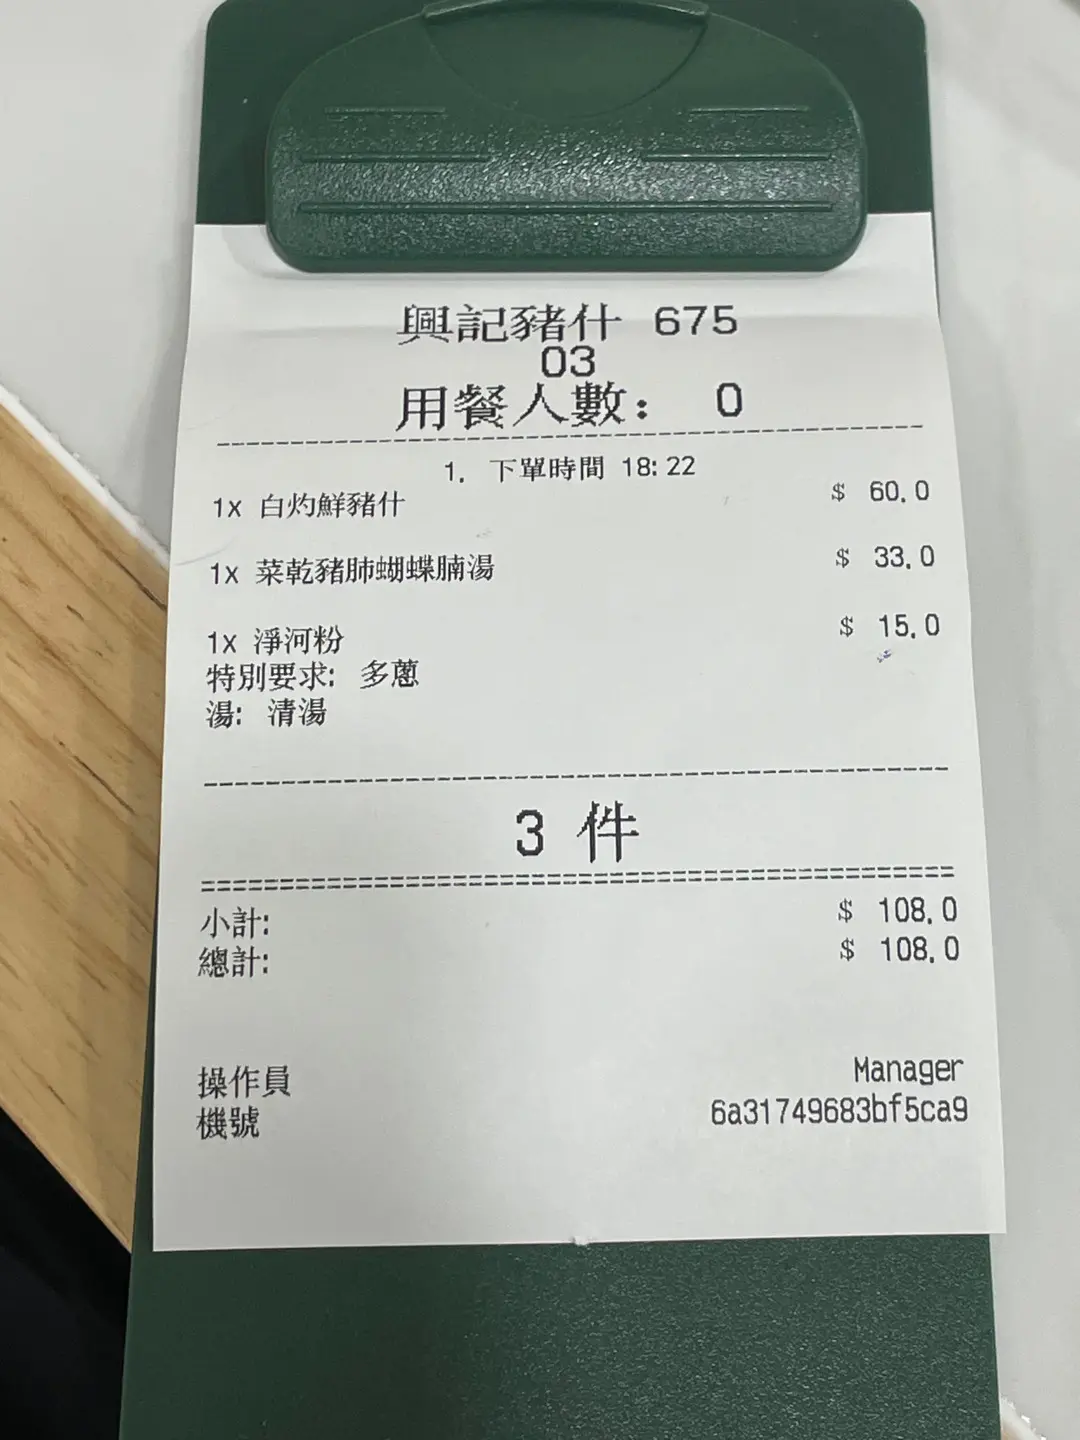 興記豬什 675
03
用餐人數： 0
1. 下單時間 18:22
1x 白灼鮮豬什 $ 60.0
1x 菜乾豬肺蝴蝶腩湯 $ 33.0
1x 淨河粉 $ 15.0
特別要求: 多蔥
湯: 清湯
3 件
小計: $ 108.0
總計: $ 108.0
操作員 Manager
機號 6a31749683bf5ca9